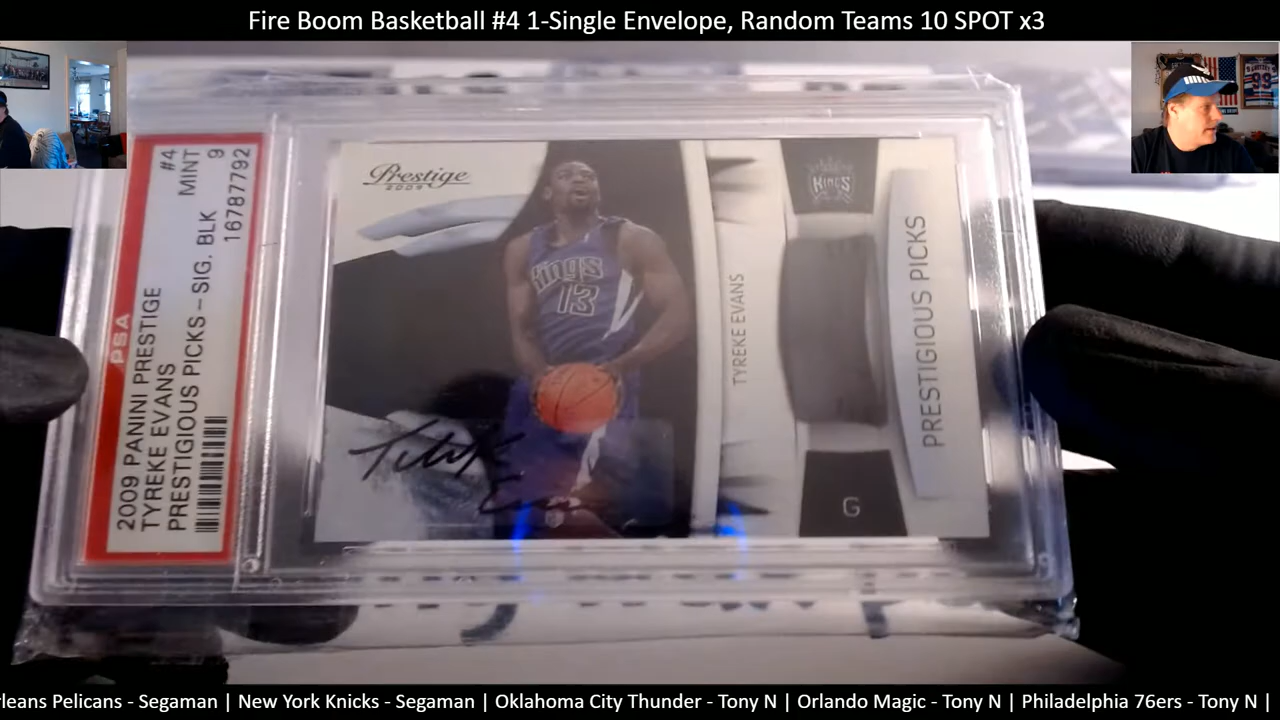 Fire Boom Basketball #4 1-Single Envelope, Random Teams 10 SPOT x3
PSA
2009 PANINI PRESTIGE #4
TYREKE EVANS MINT
PRESTIGIOUS PICKS-SIG. BLK 9
16787792
Prestige
2009
Kings
13
TYREKE EVANS
KINGS
G
PRESTIGIOUS PICKS
rleans Pelicans - Segaman | New York Knicks - Segaman | Oklahoma City Thunder - Tony N | Orlando Magic - Tony N | Philadelphia 76ers - Tony N |